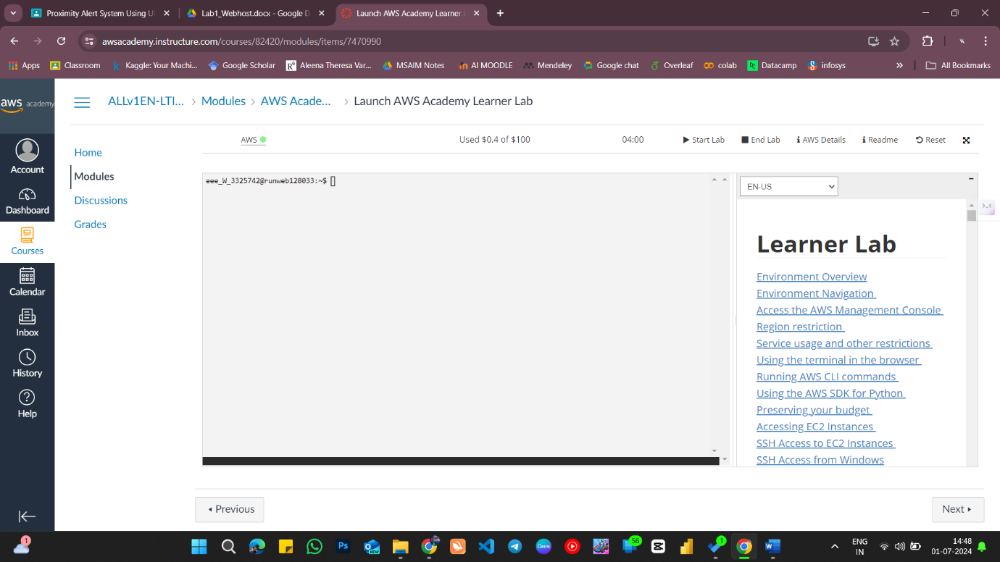 Proximity Alert System Using U
Lab1_Webhost.docx - Google D
Launch AWS Academy Learner
awsacademy.instructure.com/courses/82420/modules/items/7470990
Apps
Classroom
Kaggle: Your Machi...
Google Scholar
Aleena Theresa Var...
MSAIM Notes
AI MOODLE
Mendeley
Google chat
Overleaf
colab
Datacamp
infosys
All Bookmarks
aws academy
ALLv1EN-LTI... > Modules > AWS Acade... > Launch AWS Academy Learner Lab
AWS
Used $0.4 of $100
04:00
Start Lab
End Lab
AWS Details
Readme
Reset
Account
Dashboard
Courses
Calendar
Inbox
History
Help
Home
Modules
Discussions
Grades
eee_W_3325742@runweb128033:~$
EN-US
Learner Lab
Environment Overview
Environment Navigation
Access the AWS Management Console
Region restriction
Service usage and other restrictions
Using the terminal in the browser
Running AWS CLI commands
Using the AWS SDK for Python
Preserving your budget
Accessing EC2 Instances
SSH Access to EC2 Instances
SSH Access from Windows
Previous
Next
1
Ps
NEW
Canva
56
1
ENG
IN
14:48
01-07-2024